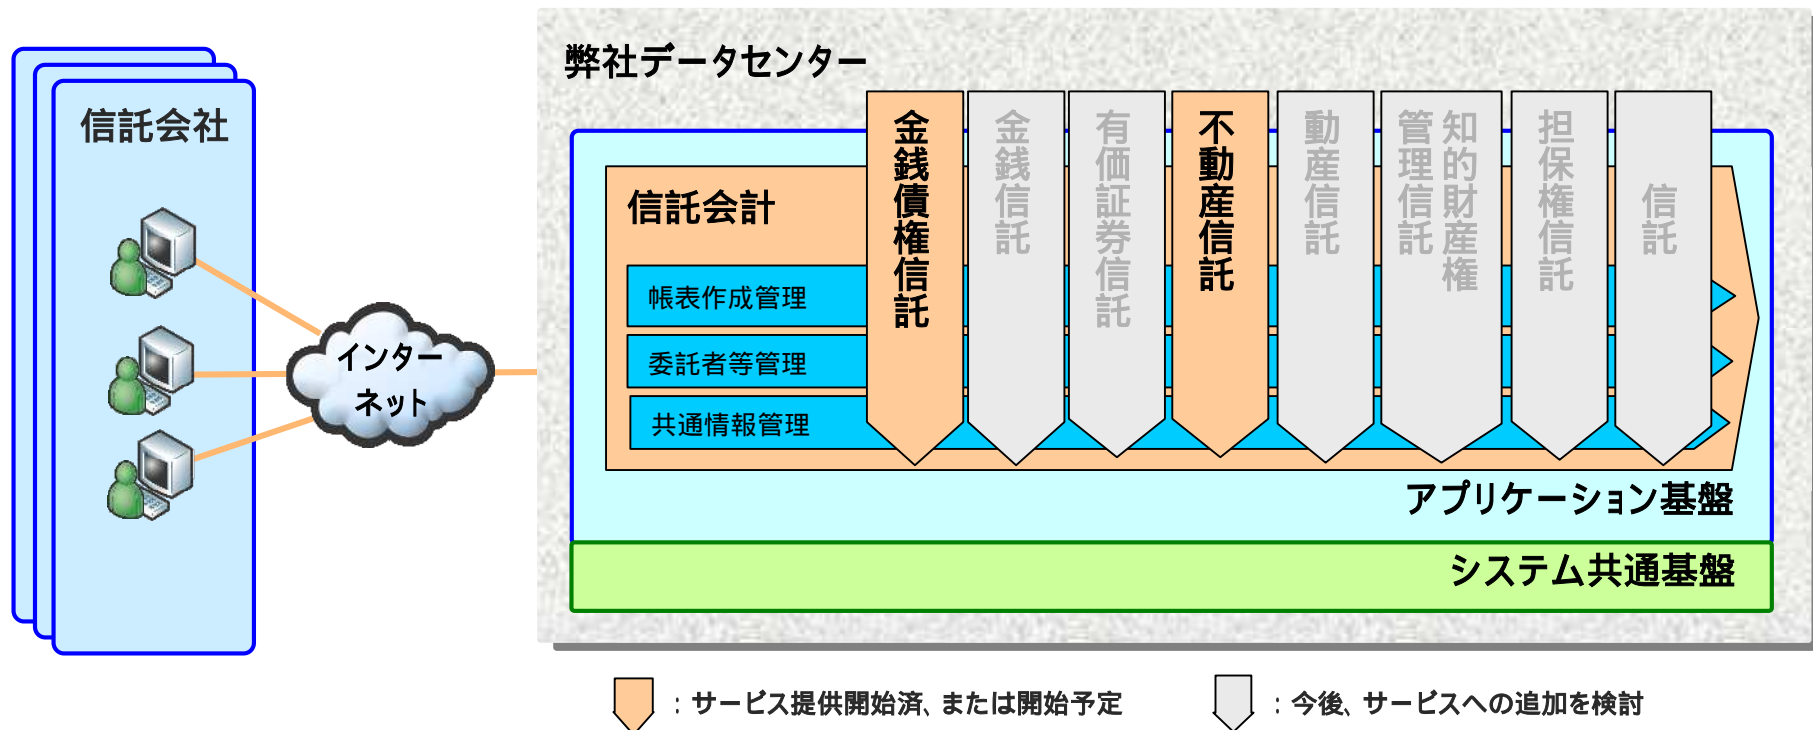 弊社データセンター
信託会社
インター
ネット
信託会計
帳表作成管理
委託者等管理
共通情報管理
金銭債権信託
金銭信託
有価証券信託
不動産信託
動産信託
知的財産権
管理信託
担保権信託
信託
アプリケーション基盤
システム共通基盤
：サービス提供開始済、または開始予定
：今後、サービスへの追加を検討